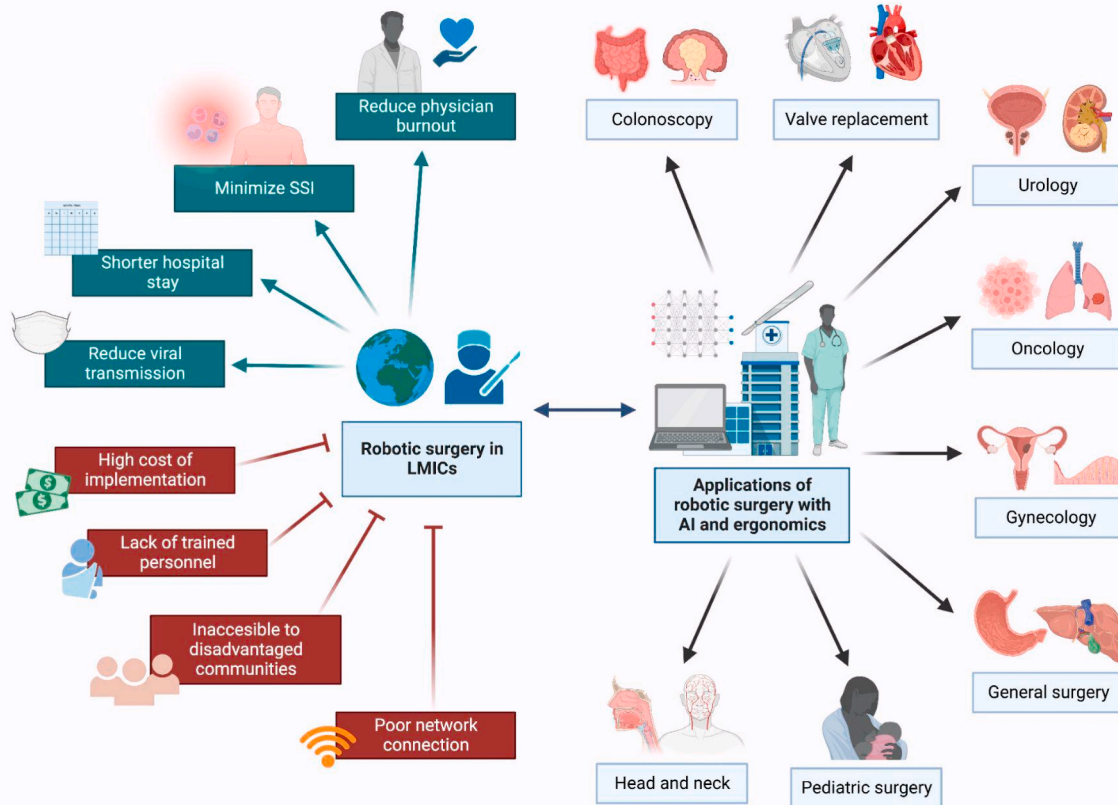 Reduce physician
burnout
Minimize SSI
Shorter hospital
stay
Reduce viral
transmission
Robotic surgery in
LMICs
High cost of
implementation
Lack of trained
personnel
Inaccesible to
disadvantaged
communities
Poor network
connection
Colonoscopy
Valve replacement
Urology
Oncology
Gynecology
General surgery
Pediatric surgery
Head and neck
Applications of
robotic surgery with
AI and ergonomics